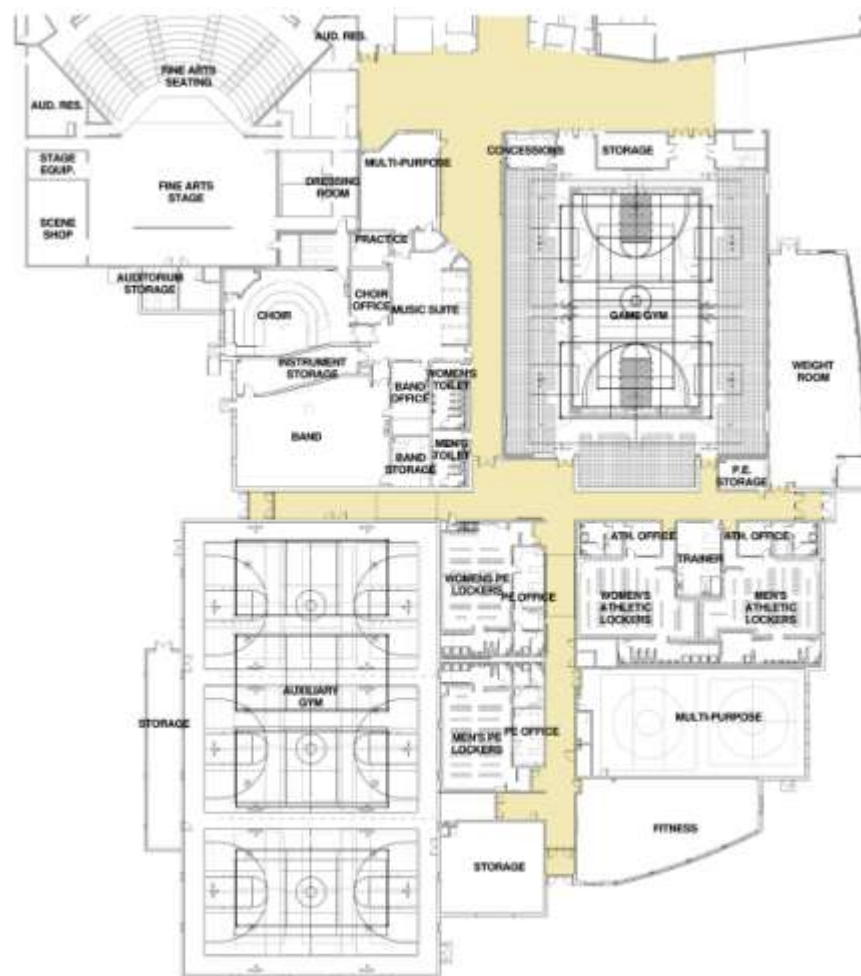 AUD. RES.
FINE ARTS
SEATING
AUD. RES.
STAGE
EQUIP.
FINE ARTS
STAGE
DRESSING
ROOM
MULTI-PURPOSE
CONCESSIONS
STORAGE
SCENE
SHOP
PRACTICE
AUDITORIUM
STORAGE
CHOIR
CHOIR
OFFICE
MUSIC SUITE
GAME GYM
WEIGHT
ROOM
INSTRUMENT
STORAGE
BAND
OFFICE
WOMEN'S
TOILET
BAND
BAND
STORAGE
MEN'S
TOILET
P.E.
STORAGE
ATH. OFFICE
ATH. OFFICE
TRAINER
WOMEN'S PE
LOCKERS
PE OFFICE
WOMEN'S
ATHLETIC
LOCKERS
MEN'S
ATHLETIC
LOCKERS
AUXILIARY
GYM
STORAGE
MEN'S PE
LOCKERS
PE OFFICE
MULTI-PURPOSE
FITNESS
STORAGE